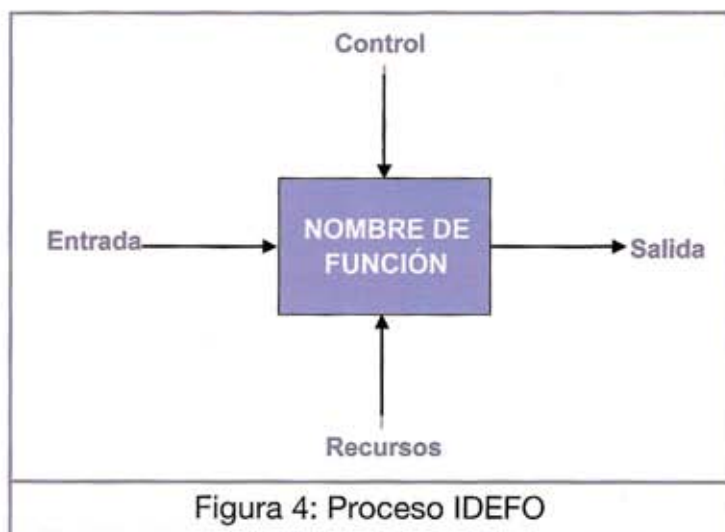 Control
Entrada
NOMBRE DE
FUNCIÓN
Salida
Recursos
Figura 4: Proceso IDEFO